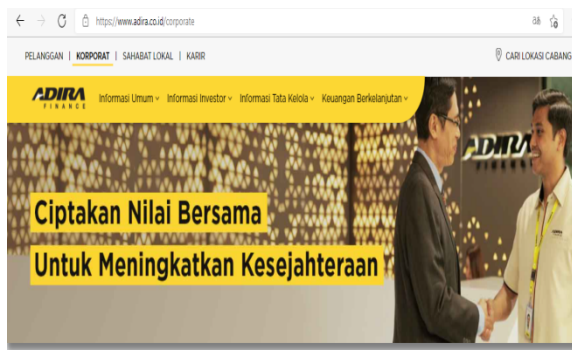 https://www.adira.co.id/corporate
PELANGGAN | KORPORAT | SAHABAT LOKAL | KARIR
CARI LOKASI CABANG
ADIRA
FINANCE
Informasi Umum
Informasi Investor
Informasi Tata Kelola
Keuangan Berkelanjutan
ADIRA
FINANCE
Ciptakan Nilai Bersama
Untuk Meningkatkan Kesejahteraan